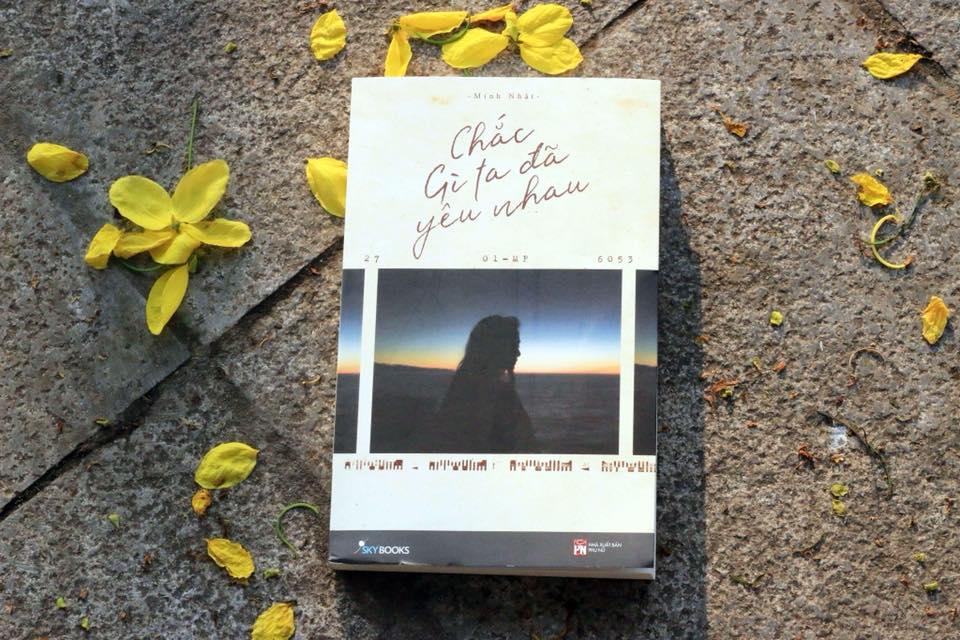 -Minh Nhật-
Chắc
Gì ta đã
yêu nhau
27 01-MP 6053
SKYBOOKS
PN
NHÀ XUẤT BẢN
PHỤ NỮ